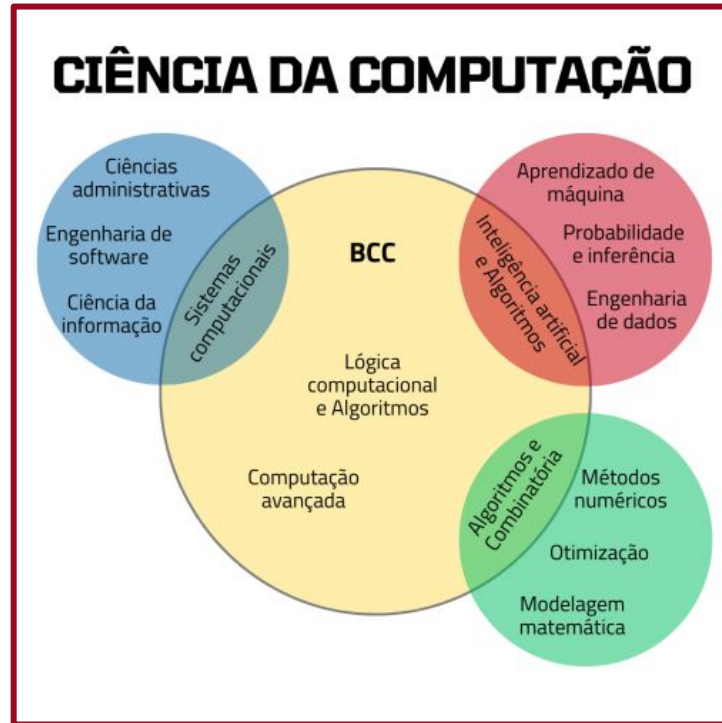 CIÊNCIA DA COMPUTAÇÃO
Ciências
administrativas
Engenharia de
software
Ciência da
informação
Sistemas
computacionais
BCC
Lógica
computacional
e Algoritmos
Computação
avançada
Inteligência artificial
e Algoritmos
Aprendizado de
máquina
Probabilidade
e inferência
Engenharia
de dados
Algoritmos e
Combinatória
Métodos
numéricos
Otimização
Modelagem
matemática